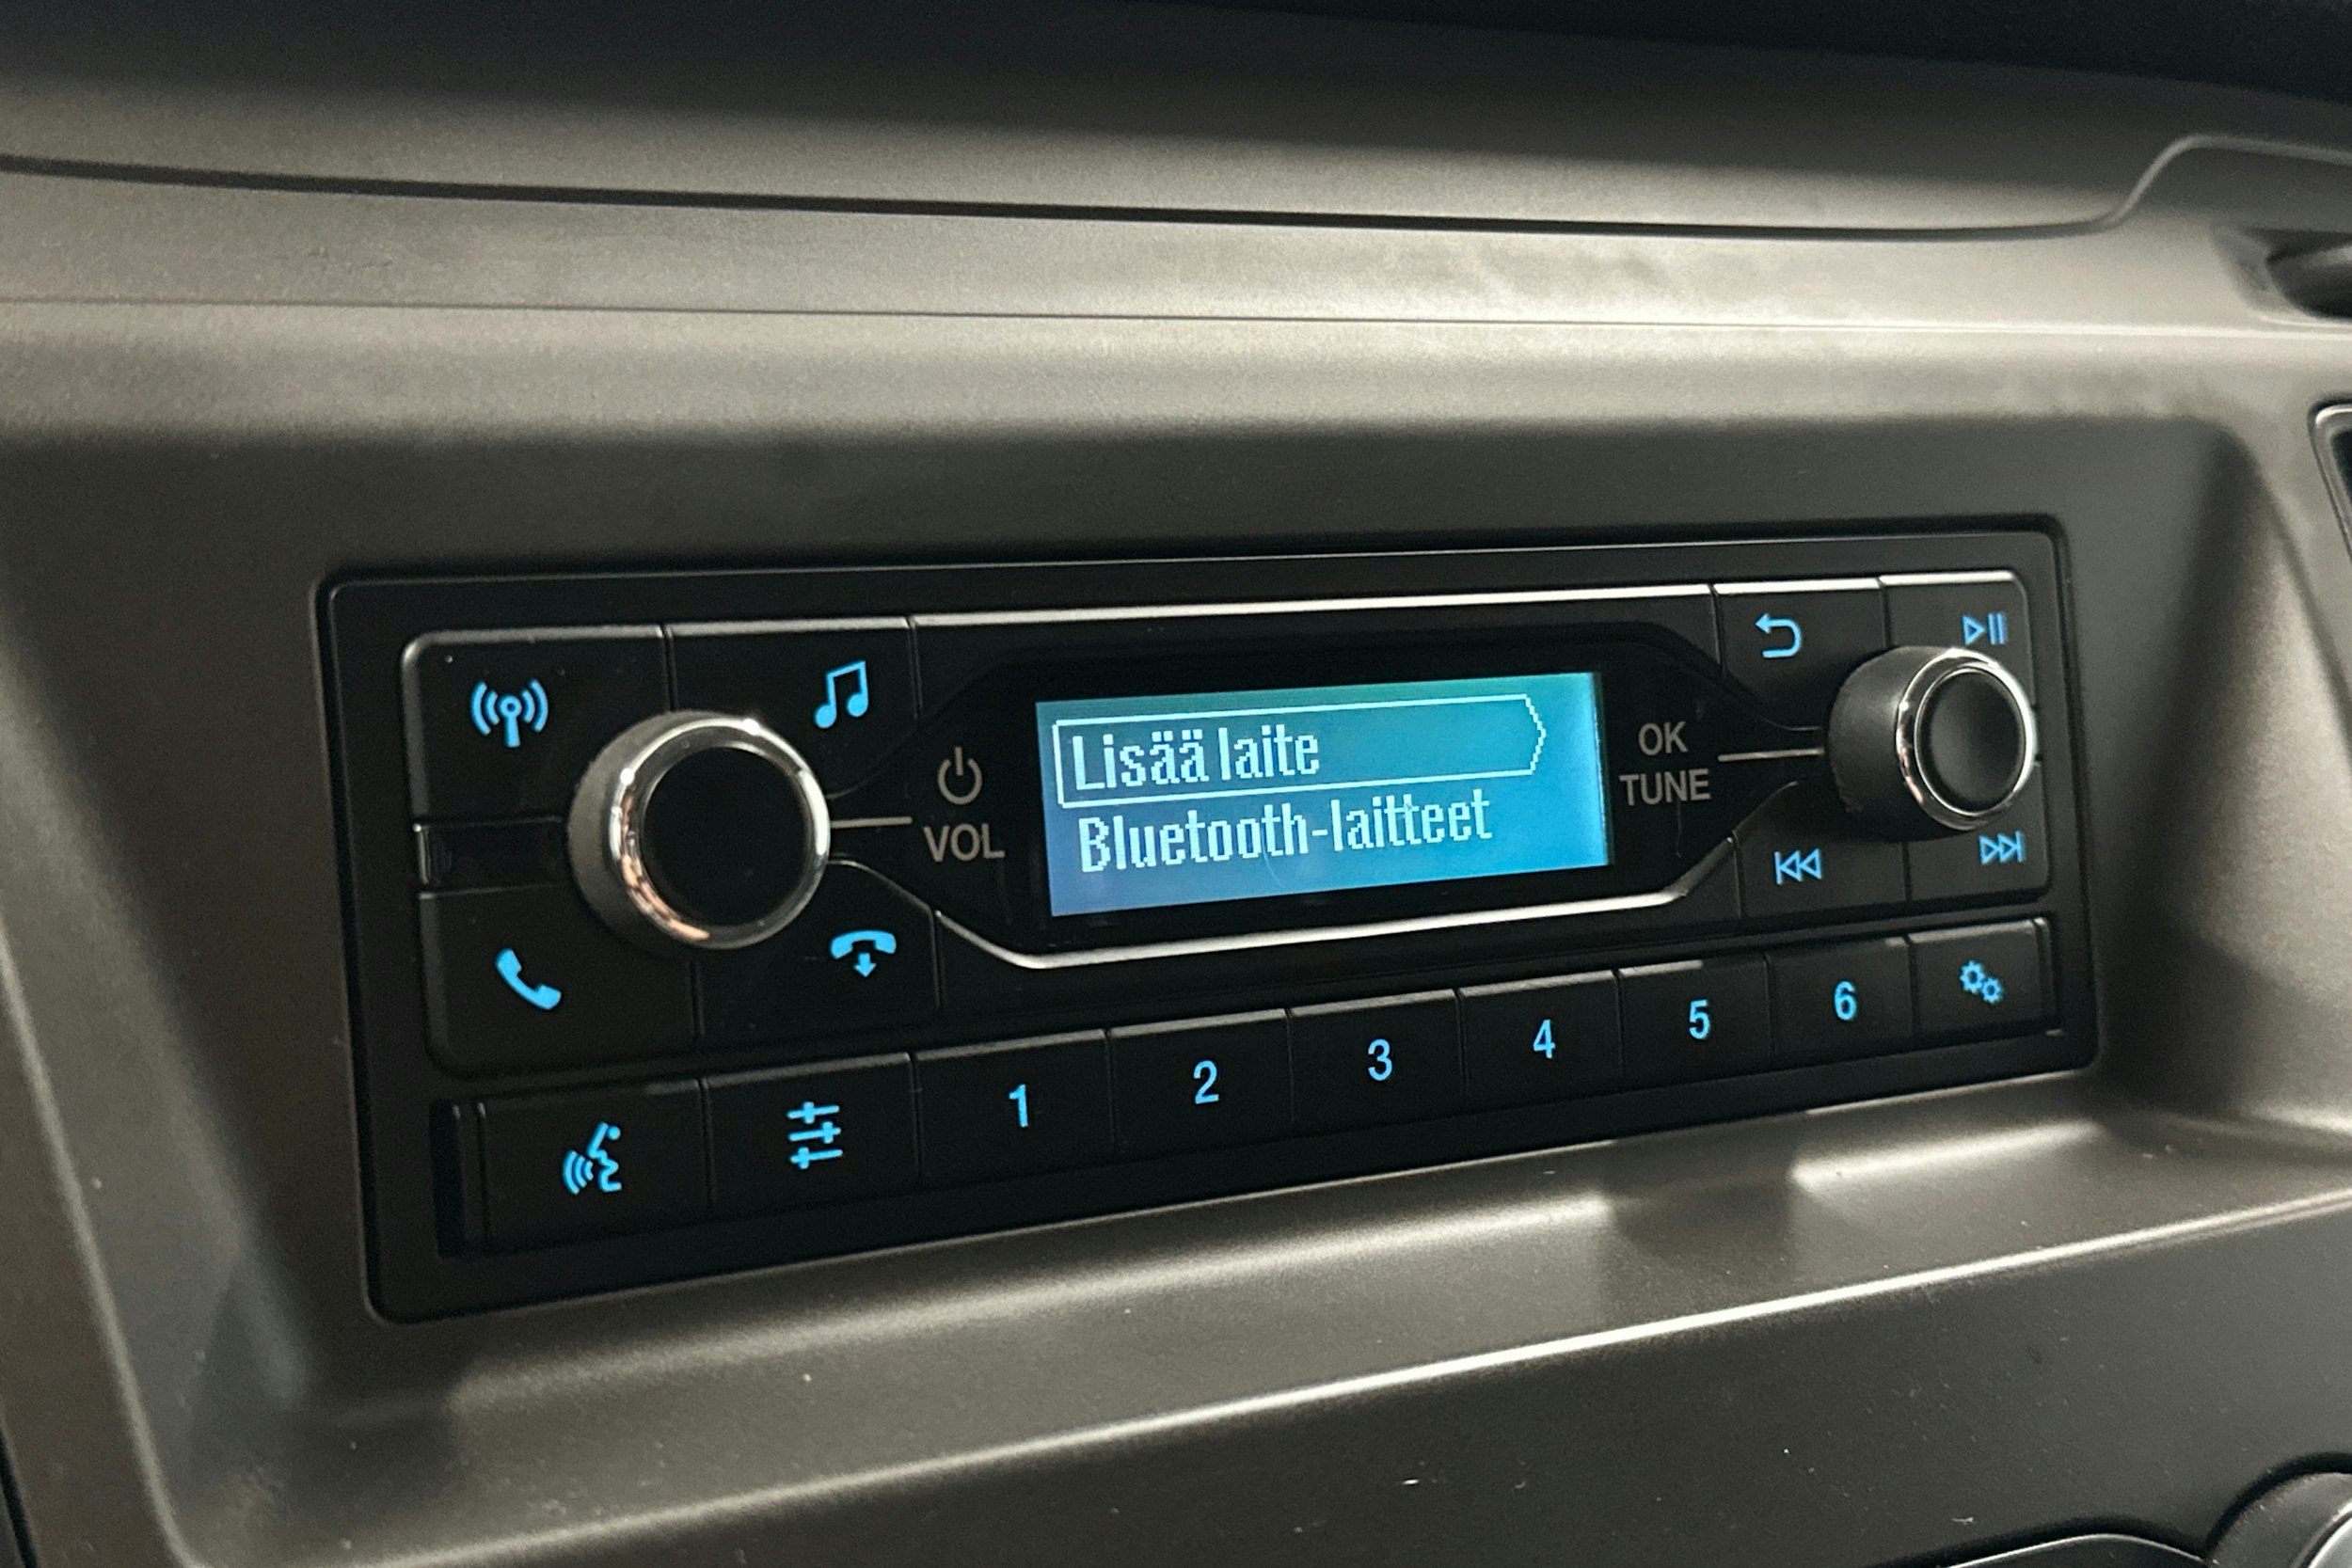 Lisää laite
Bluetooth-laitteet
VOL
OK
TUNE
1 2 3 4 5 6